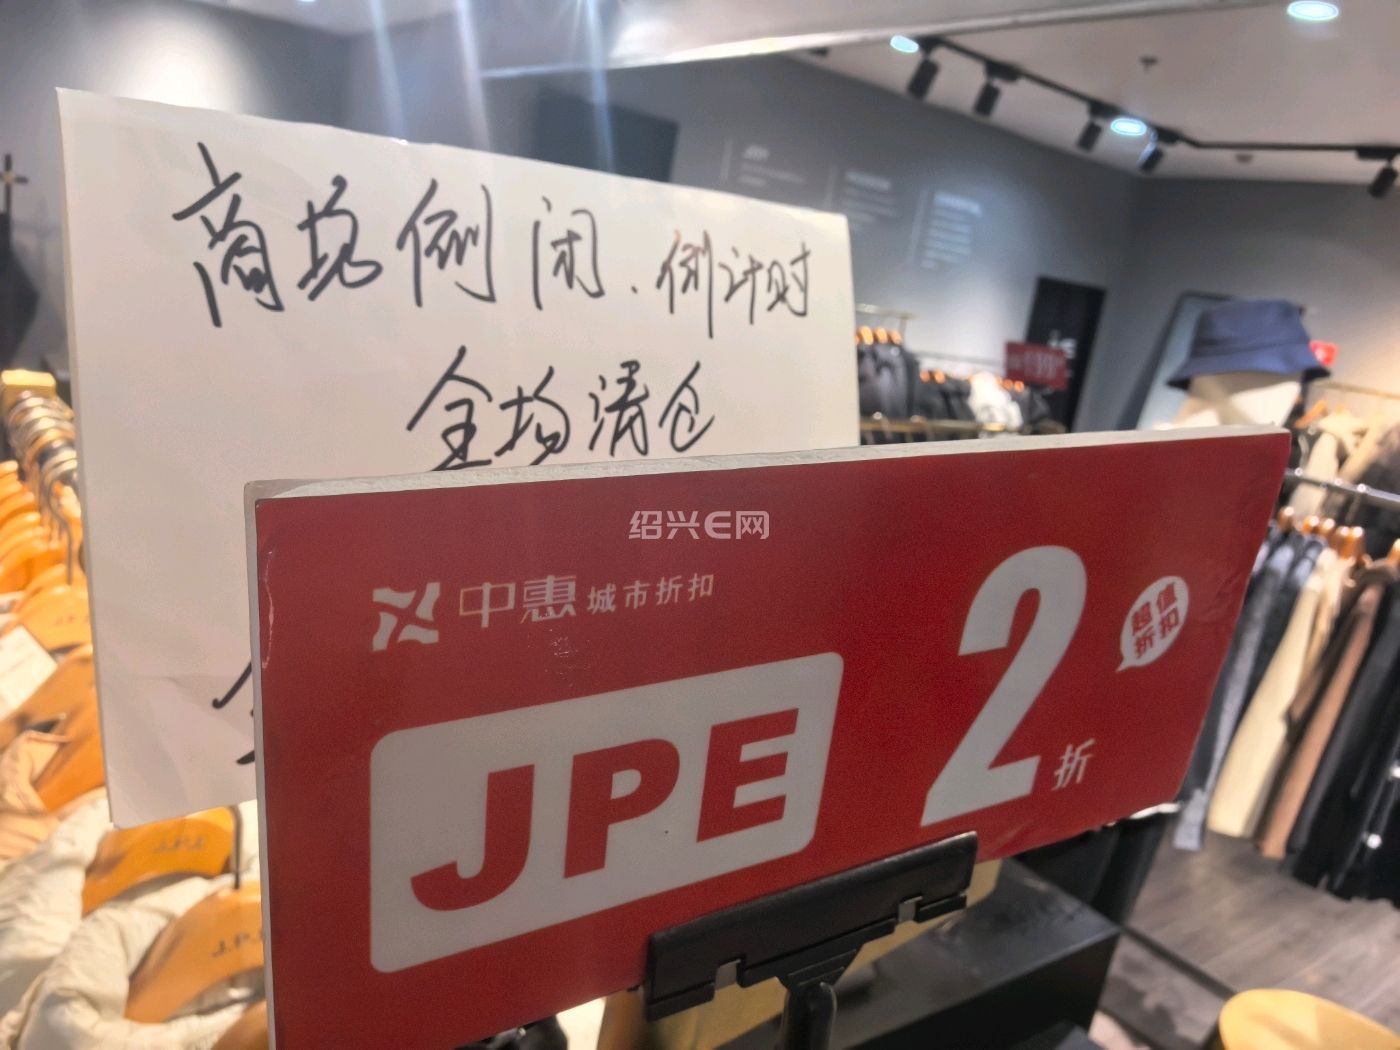 商场倒闭.倒计时
全场清仓
绍兴E网
中惠 城市折扣
JPE
2折
超值
折扣